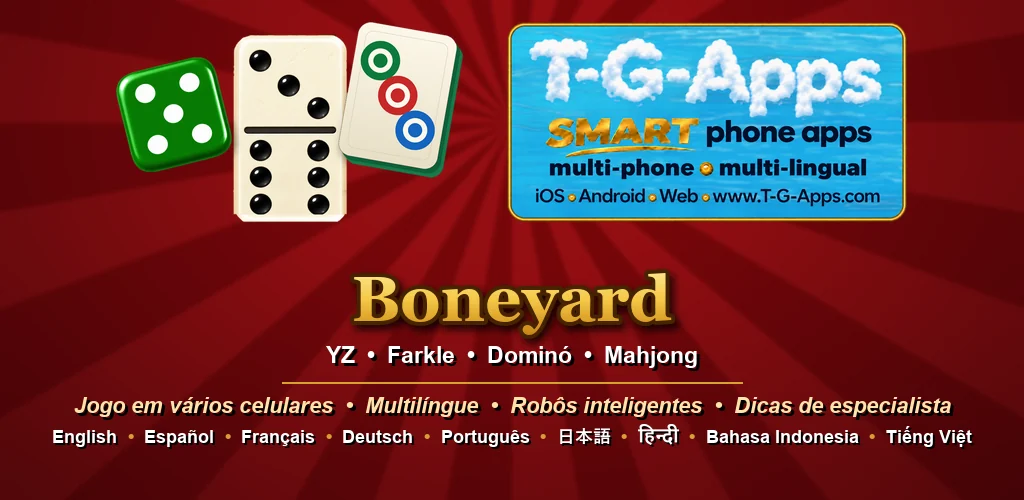 T-G-Apps
SMART phone apps
multi-phone • multi-lingual
iOS • Android • Web • www.T-G-Apps.com
Boneyard
YZ • Farkle • Dominó • Mahjong
Jogo em vários celulares • Multilíngue • Robôs inteligentes • Dicas de especialista
English • Español • Français • Deutsch • Português • 日本語 • हिन्दी • Bahasa Indonesia • Tiếng Việt